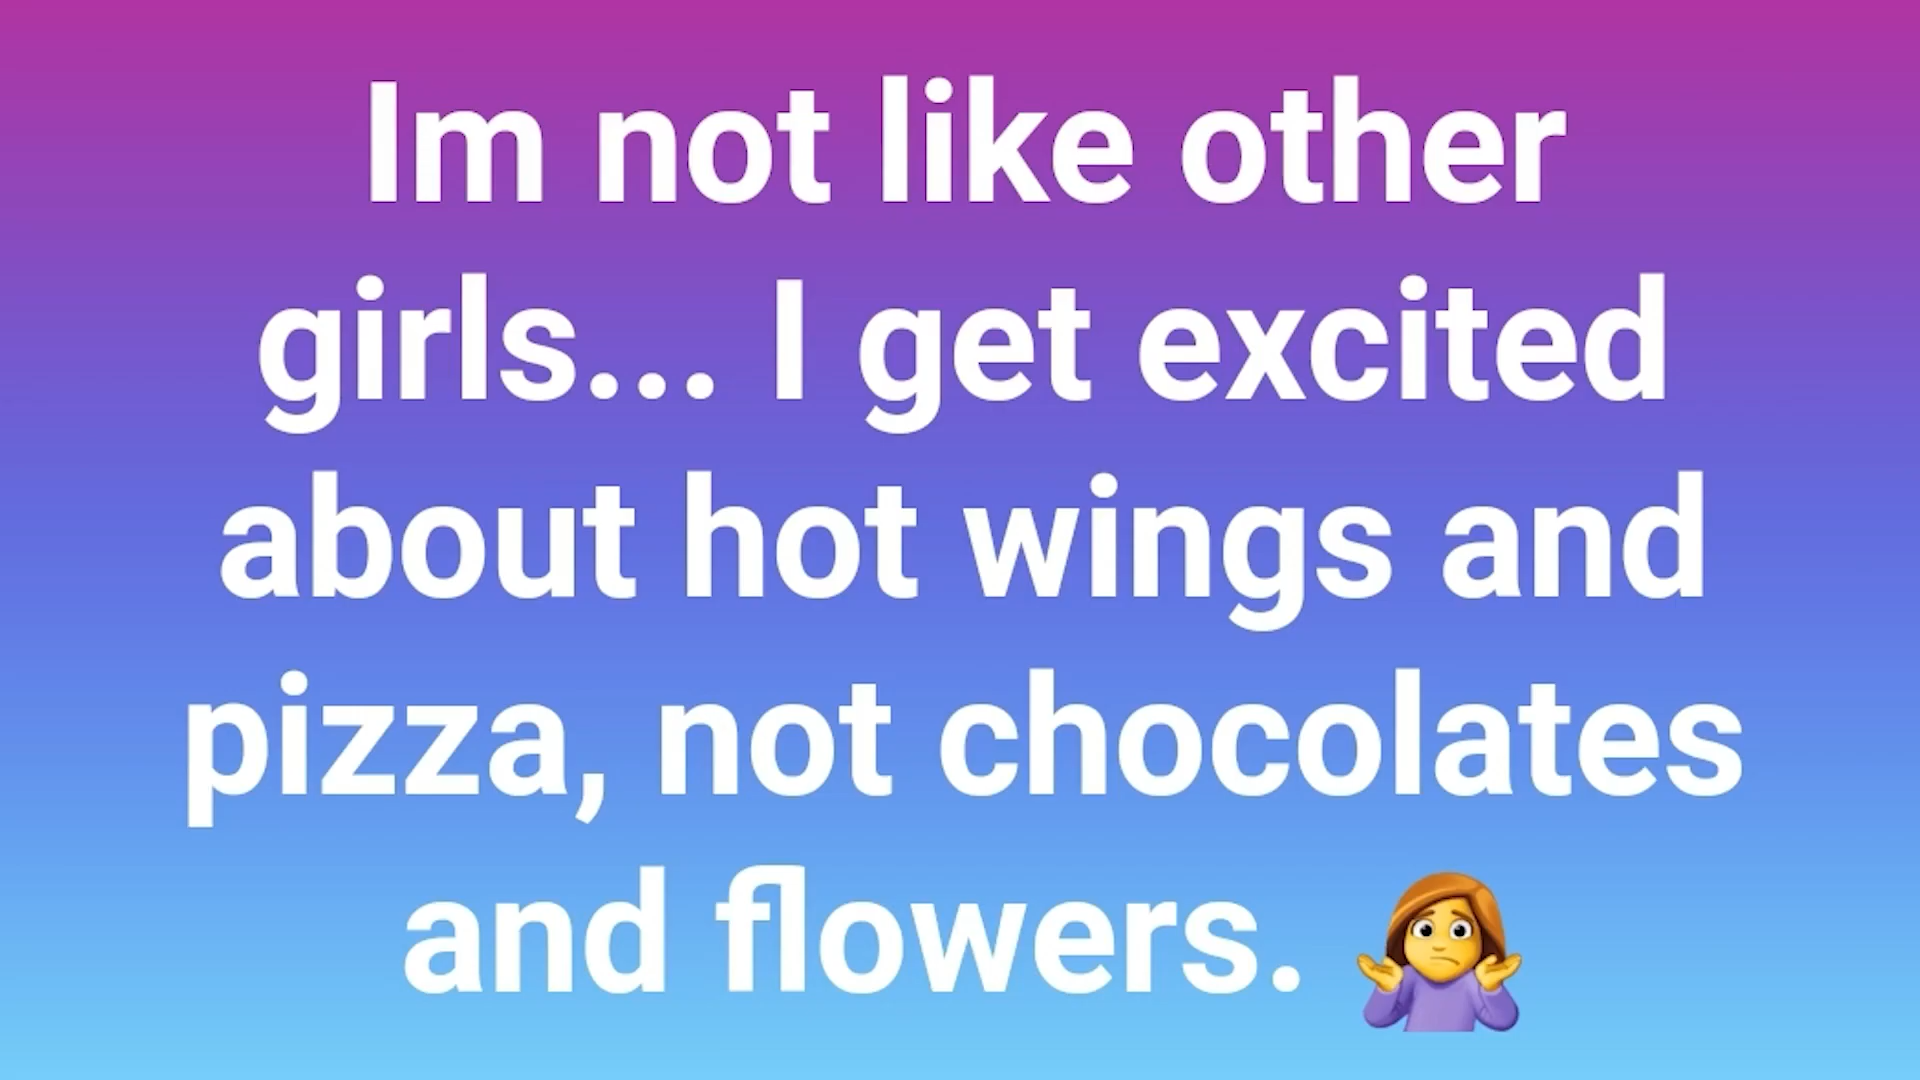 Im not like other
girls... I get excited
about hot wings and
pizza, not chocolates
and flowers. 🤷‍♀️